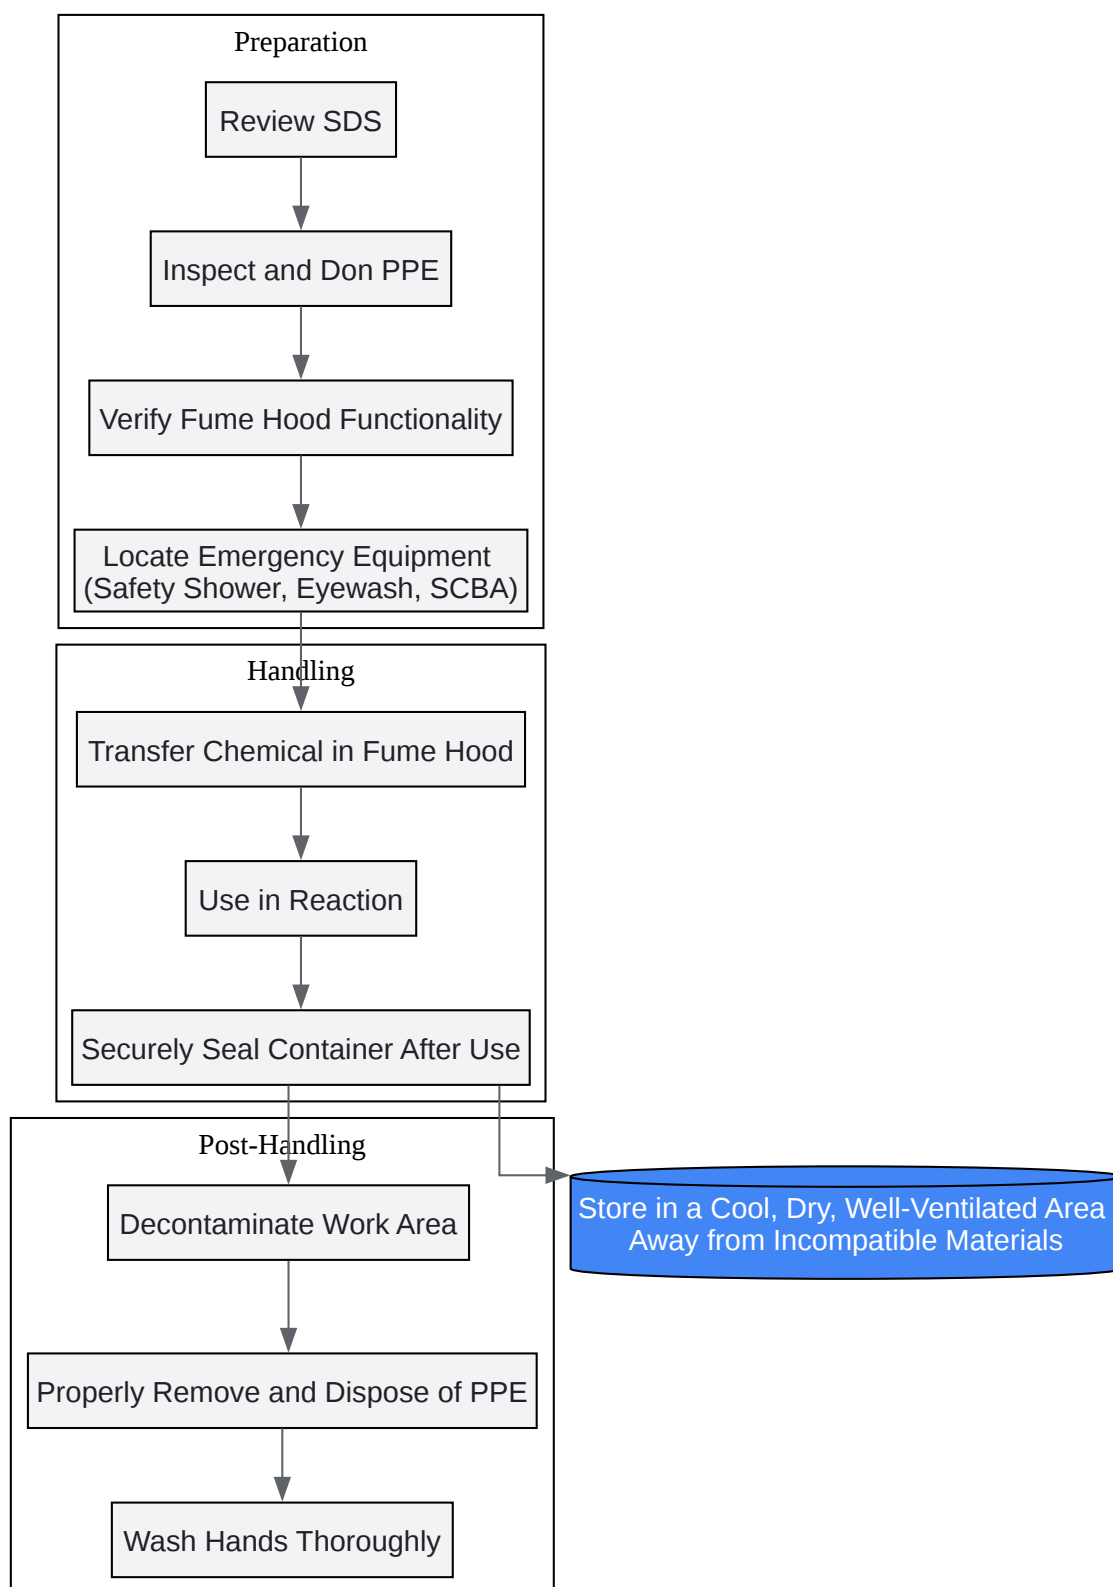 Preparation
Review SDS
Inspect and Don PPE
Verify Fume Hood Functionality
Locate Emergency Equipment
(Safety Shower, Eyewash, SCBA)
Handling
Transfer Chemical in Fume Hood
Use in Reaction
Securely Seal Container After Use
Post-Handling
Decontaminate Work Area
Store in a Cool, Dry, Well-Ventilated Area
Away from Incompatible Materials
Properly Remove and Dispose of PPE
Wash Hands Thoroughly